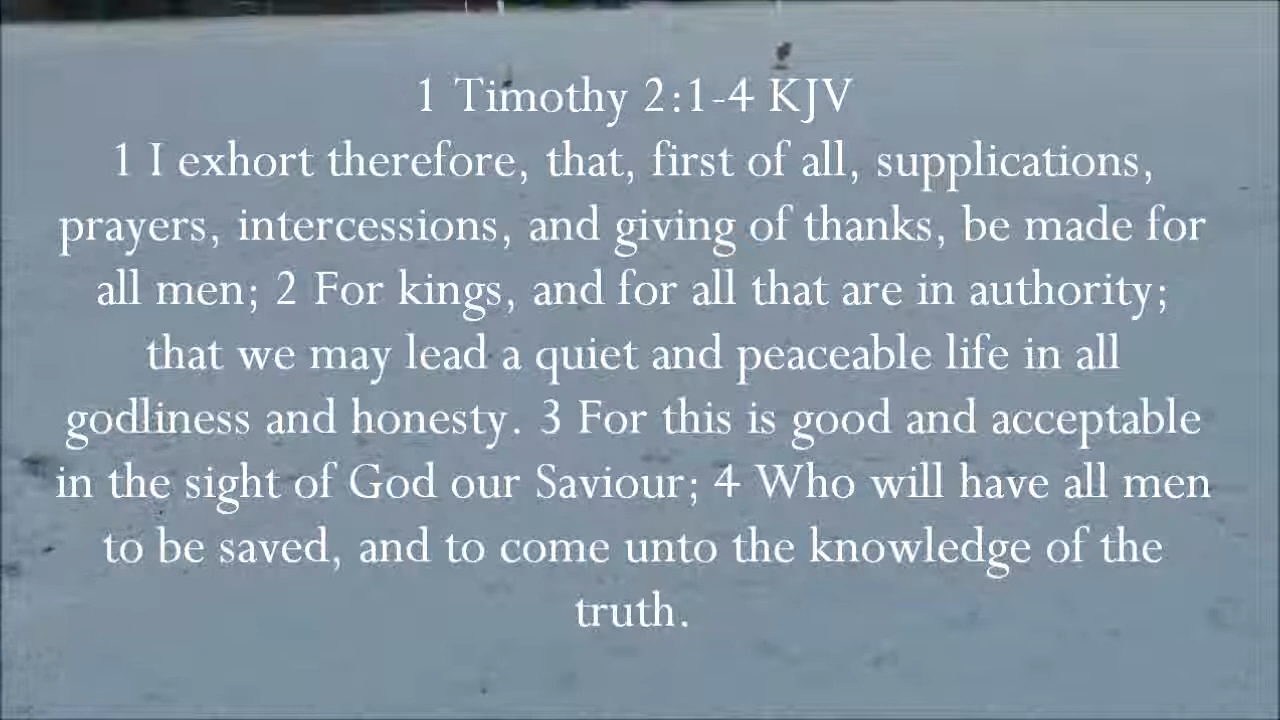 1 Timothy 2:1-4 KJV
1 I exhort therefore, that, first of all, supplications,
prayers, intercessions, and giving of thanks, be made for
all men; 2 For kings, and for all that are in authority;
that we may lead a quiet and peaceable life in all
godliness and honesty. 3 For this is good and acceptable
in the sight of God our Saviour; 4 Who will have all men
to be saved, and to come unto the knowledge of the
truth.